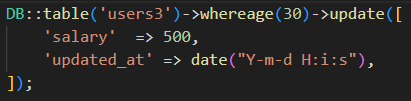 DB::table('users3')->whereage(30)->update([
    'salary'  => 500,
    'updated_at' => date("Y-m-d H:i:s"),
]);